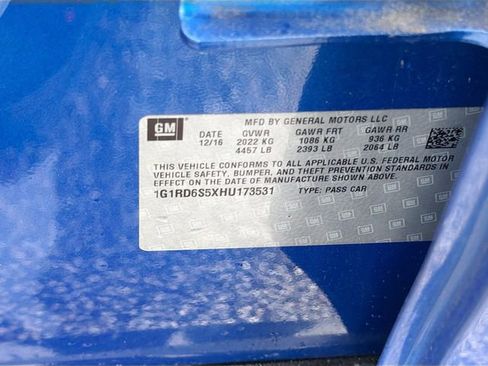 GM
MFD BY GENERAL MOTORS LLC
DATE GVWR GAWR FRT GAWR RR
12/16 2022 KG 1086 KG 936 KG
4457 LB 2393 LB 2064 LB
THIS VEHICLE CONFORMS TO ALL APPLICABLE U.S. FEDERAL MOTOR
VEHICLE SAFETY, BUMPER, AND THEFT PREVENTION STANDARDS IN
EFFECT ON THE DATE OF MANUFACTURE SHOWN ABOVE.
1G1RD6S5XHU173531 TYPE: PASS CAR